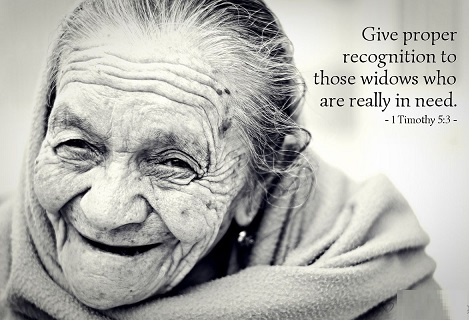 Give proper
recognition to
those widows who
are really in need.
- 1 Timothy 5:3 -